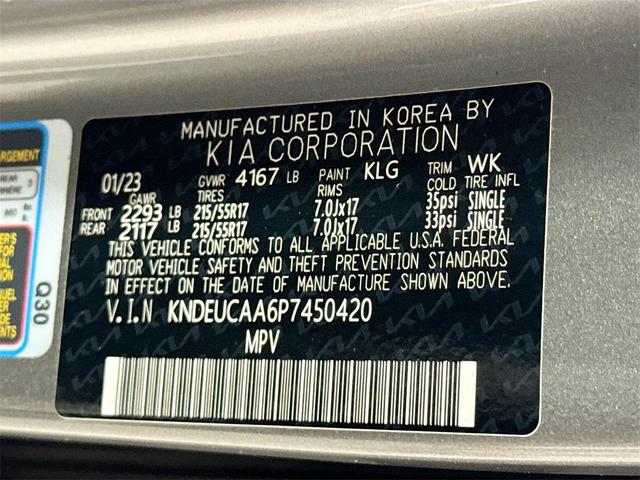 MANUFACTURED IN KOREA BY
KIA CORPORATION
01/23 GVWR 4167 LB PAINT KLG TRIM WK
GAWR TIRES RIMS COLD TIRE INFL
FRONT 2293 LB 215/55R17 7.0Jx17 35psi SINGLE
REAR 2117 LB 215/55R17 7.0Jx17 33psi SINGLE
THIS VEHICLE CONFORMS TO ALL APPLICABLE U.S.A. FEDERAL
MOTOR VEHICLE SAFETY AND THEFT PREVENTION STANDARDS
IN EFFECT ON THE DATE OF MANUFACTURE SHOWN ABOVE.
V.I.N KNDEUCAA6P7450420
MPV
REAR
Q30